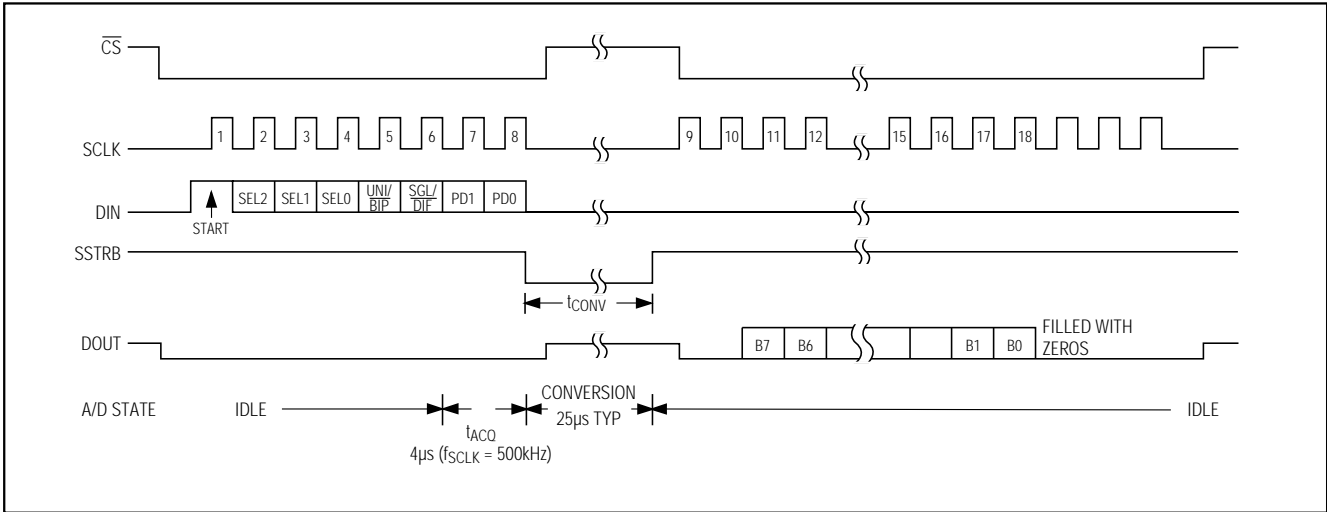 CS
SCLK
1 2 3 4 5 6 7 8 9 10 11 12 15 16 17 18
DIN
START
SEL2 SEL1 SEL0 UNI/BIP SGL/DIF PD1 PD0
SSTRB
tCONV
DOUT
B7 B6 B1 B0
FILLED WITH
ZEROS
A/D STATE
IDLE
tACQ
4µs (fSCLK = 500kHz)
CONVERSION
25µs TYP
IDLE